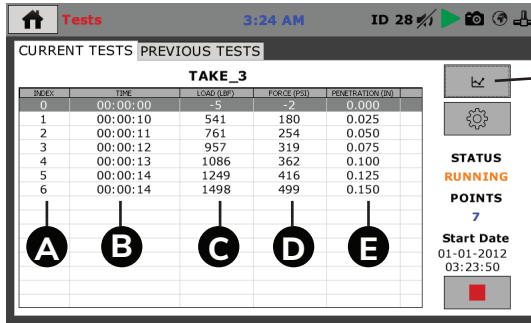 Tests 3:24 AM ID 28
CURRENT TESTS PREVIOUS TESTS
TAKE_3
INDEX TIME LOAD (LBF) FORCE (PSI) PENETRATION (IN)
0 00:00:00 -5 -2 0.000
1 00:00:10 541 180 0.025
2 00:00:11 761 254 0.050
3 00:00:12 957 319 0.075
4 00:00:13 1086 362 0.100
5 00:00:14 1249 416 0.125
6 00:00:14 1498 499 0.150
A B C D E
STATUS
RUNNING
POINTS
7
Start Date
01-01-2012
03:23:50